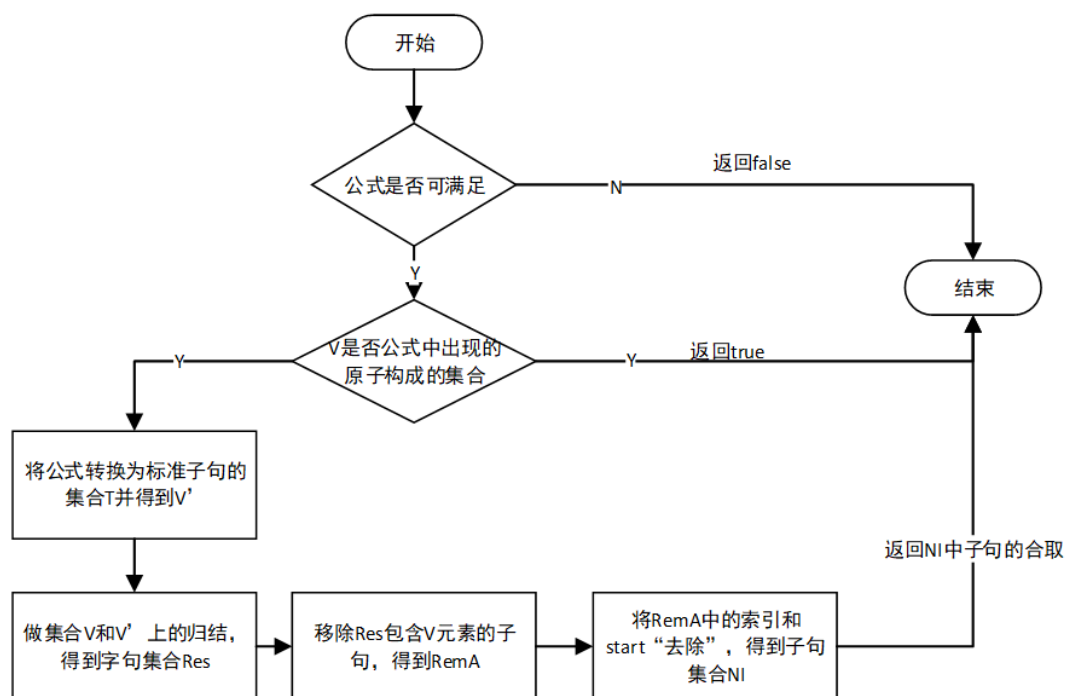 开始
返回false
公式是否可满足
N
Y
结束
V是否公式中出现的
原子构成的集合
Y
Y
返回true
将公式转换为标准子句的
集合T并得到V’
返回NI中子句的合取
做集合V和V’上的归结,
得到字句集合Res
移除Res包含V元素的子
句,得到RemA
将RemA中的索引和
start“去除”,得到子句
集合NI